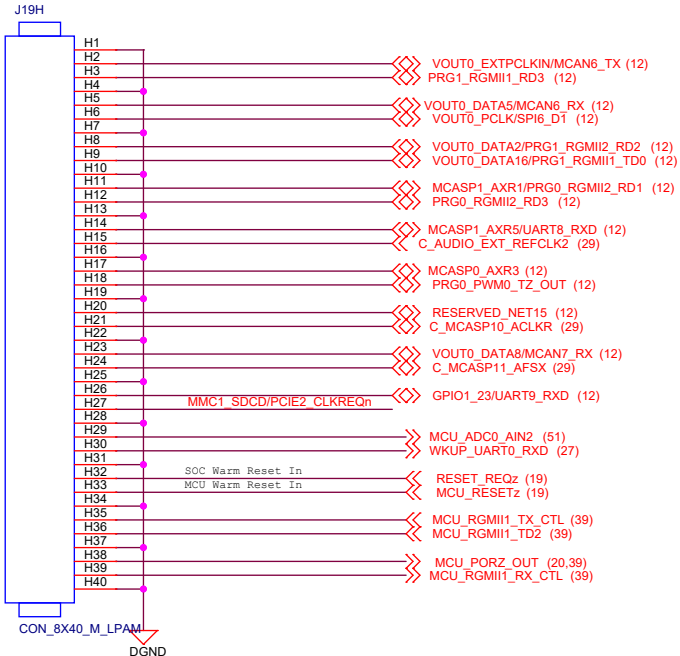 J19H
H1
H2 VOUT0_EXTPCLKIN/MCAN6_TX (12)
H3 PRG1_RGMII1_RD3 (12)
H4
H5 VOUT0_DATA5/MCAN6_RX (12)
H6 VOUT0_PCLK/SPI6_D1 (12)
H7
H8 VOUT0_DATA2/PRG1_RGMII2_RD2 (12)
H9 VOUT0_DATA16/PRG1_RGMII1_TD0 (12)
H10
H11 MCASP1_AXR1/PRG0_RGMII2_RD1 (12)
H12 PRG0_RGMII2_RD3 (12)
H13
H14 MCASP1_AXR5/UART8_RXD (12)
H15 C_AUDIO_EXT_REFCLK2 (29)
H16
H17 MCASP0_AXR3 (12)
H18 PRG0_PWM0_TZ_OUT (12)
H19
H20 RESERVED_NET15 (12)
H21 C_MCASP10_ACLKR (29)
H22
H23 VOUT0_DATA8/MCAN7_RX (12)
H24 C_MCASP11_AFSX (29)
H25
H26 GPIO1_23/UART9_RXD (12)
H27 MMC1_SDCD/PCIE2_CLKREQn
H28
H29 MCU_ADC0_AIN2 (51)
H30 WKUP_UART0_RXD (27)
H31
H32 SOC Warm Reset In RESET_REQz (19)
H33 MCU Warm Reset In MCU_RESETz (19)
H34
H35 MCU_RGMII1_TX_CTL (39)
H36 MCU_RGMII1_TD2 (39)
H37
H38 MCU_PORZ_OUT (20,39)
H39 MCU_RGMII1_RX_CTL (39)
H40
CON_8X40_M_LPAM
DGND